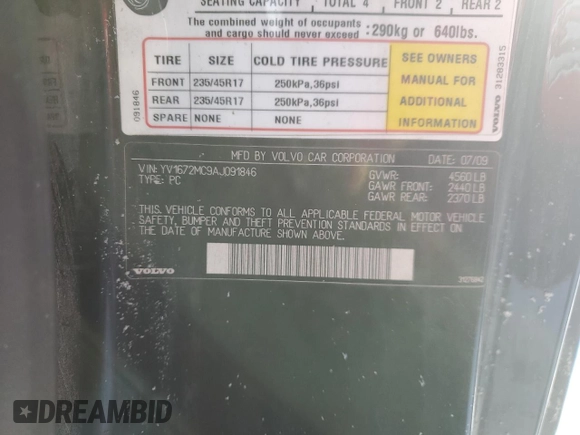 SEATING CAPACITY TOTAL 4 FRONT 2 REAR 2
The combined weight of occupants
and cargo should never exceed :290kg or 640lbs.
TIRE SIZE COLD TIRE PRESSURE
FRONT 235/45R17 250kPa,36psi
REAR 235/45R17 250kPa,36psi
SPARE NONE NONE
SEE OWNERS
MANUAL FOR
ADDITIONAL
INFORMATION
091846
VOLVO 31283315
MFD BY VOLVO CAR CORPORATION DATE: 07/09
VIN: YV1672MC9AJ091846
TYPE: PC
GVWR: 4560 LB
GAWR FRONT: 2440 LB
GAWR REAR: 2370 LB
THIS VEHICLE CONFORMS TO ALL APPLICABLE FEDERAL MOTOR VEHICLE
SAFETY, BUMPER AND THEFT PREVENTION STANDARDS IN EFFECT ON
THE DATE OF MANUFACTURE SHOWN ABOVE.
VOLVO
DREAMBID